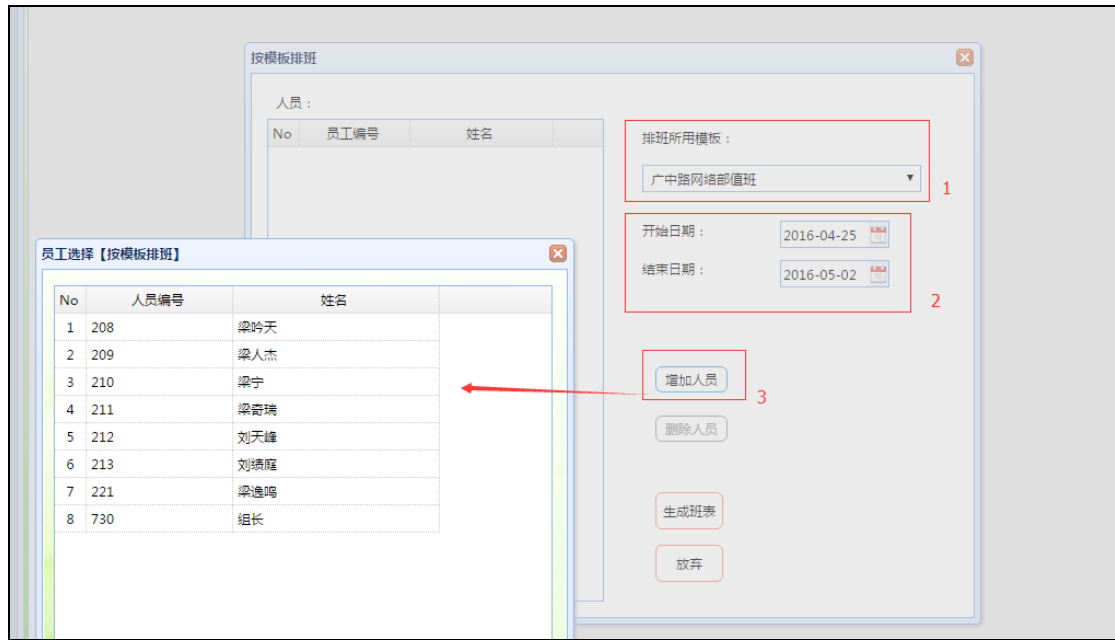 按模板排班
人员：
No 员工编号 姓名
排班所用模板：
广中路网络部值班
1
开始日期： 2016-04-25
结束日期： 2016-05-02
2
增加人员
3
删除人员
生成班表
放弃
员工选择【按模板排班】
No 人员编号 姓名
1 208 梁吟天
2 209 梁人杰
3 210 梁宁
4 211 梁奇瑞
5 212 刘天峰
6 213 刘绩庭
7 221 梁逸鸣
8 730 组长